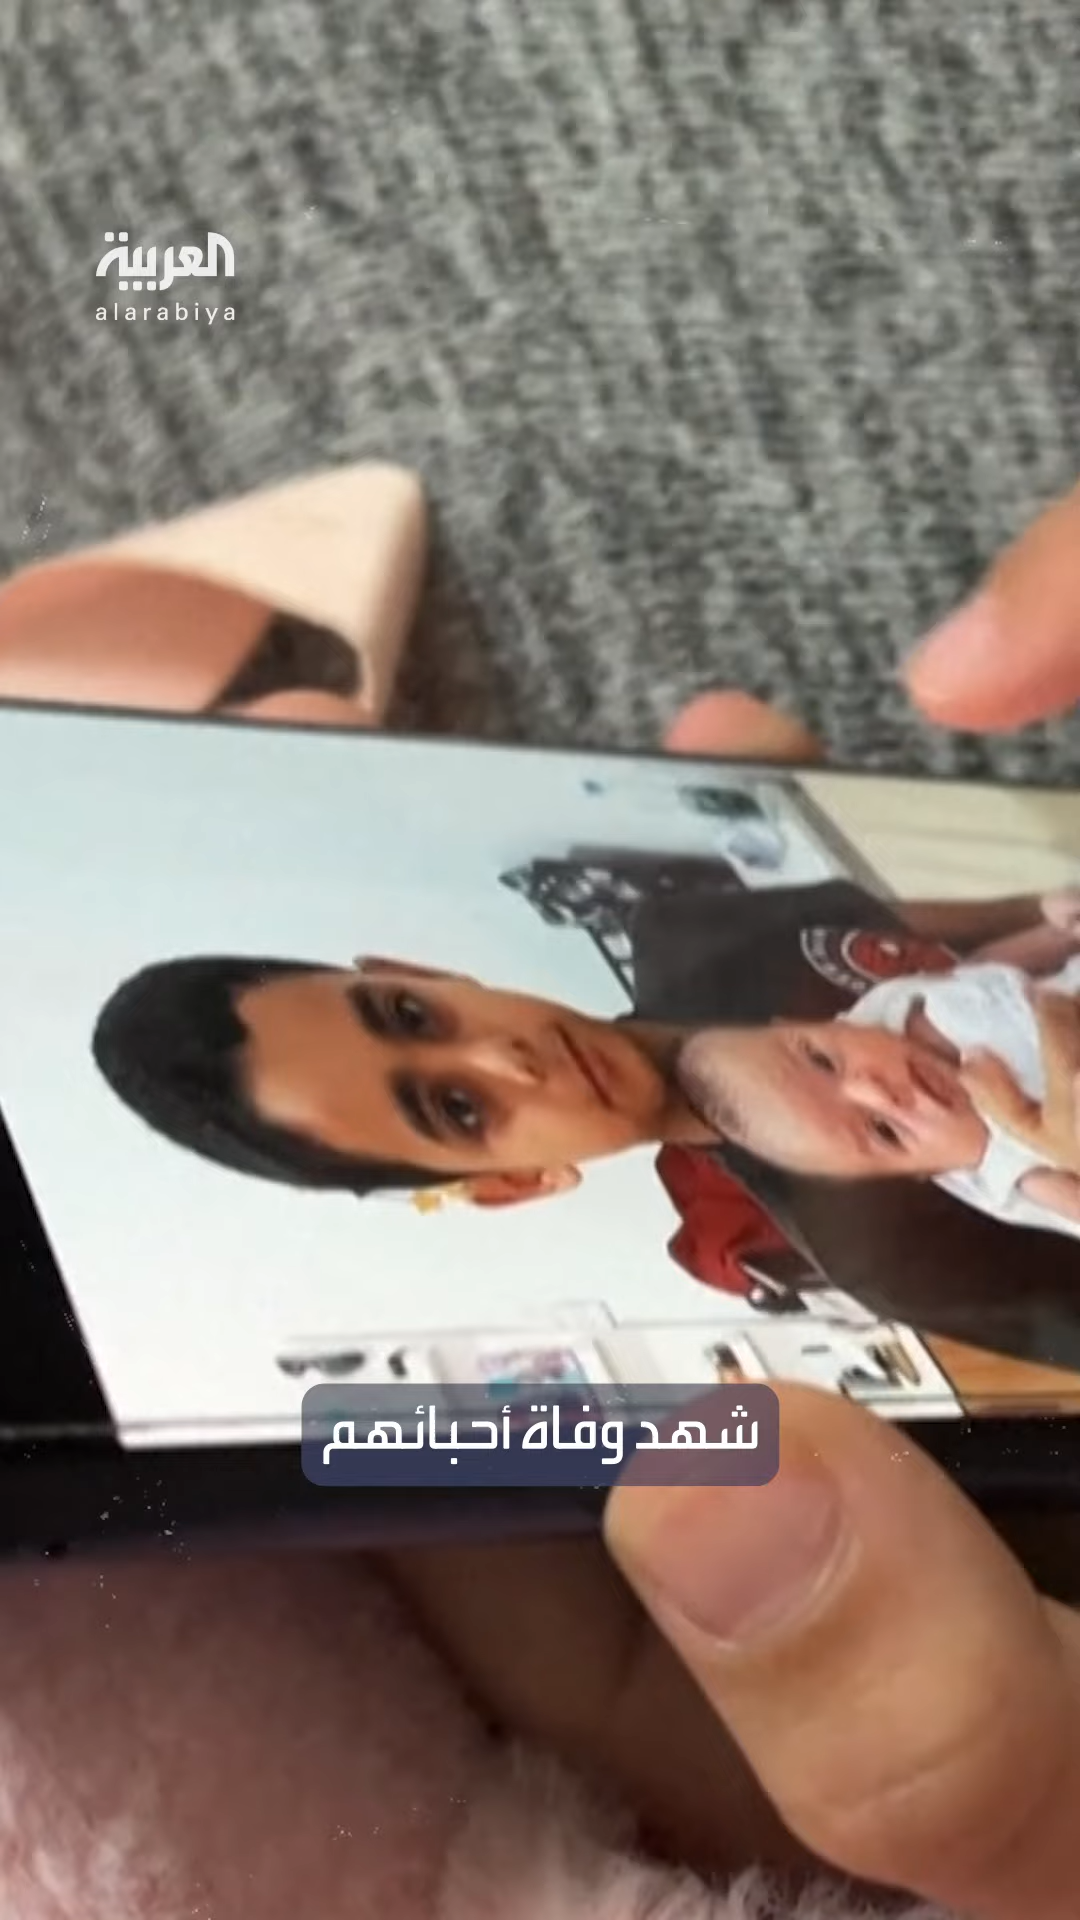 العربية
alarabiya
شهد وفاة أحبائهم